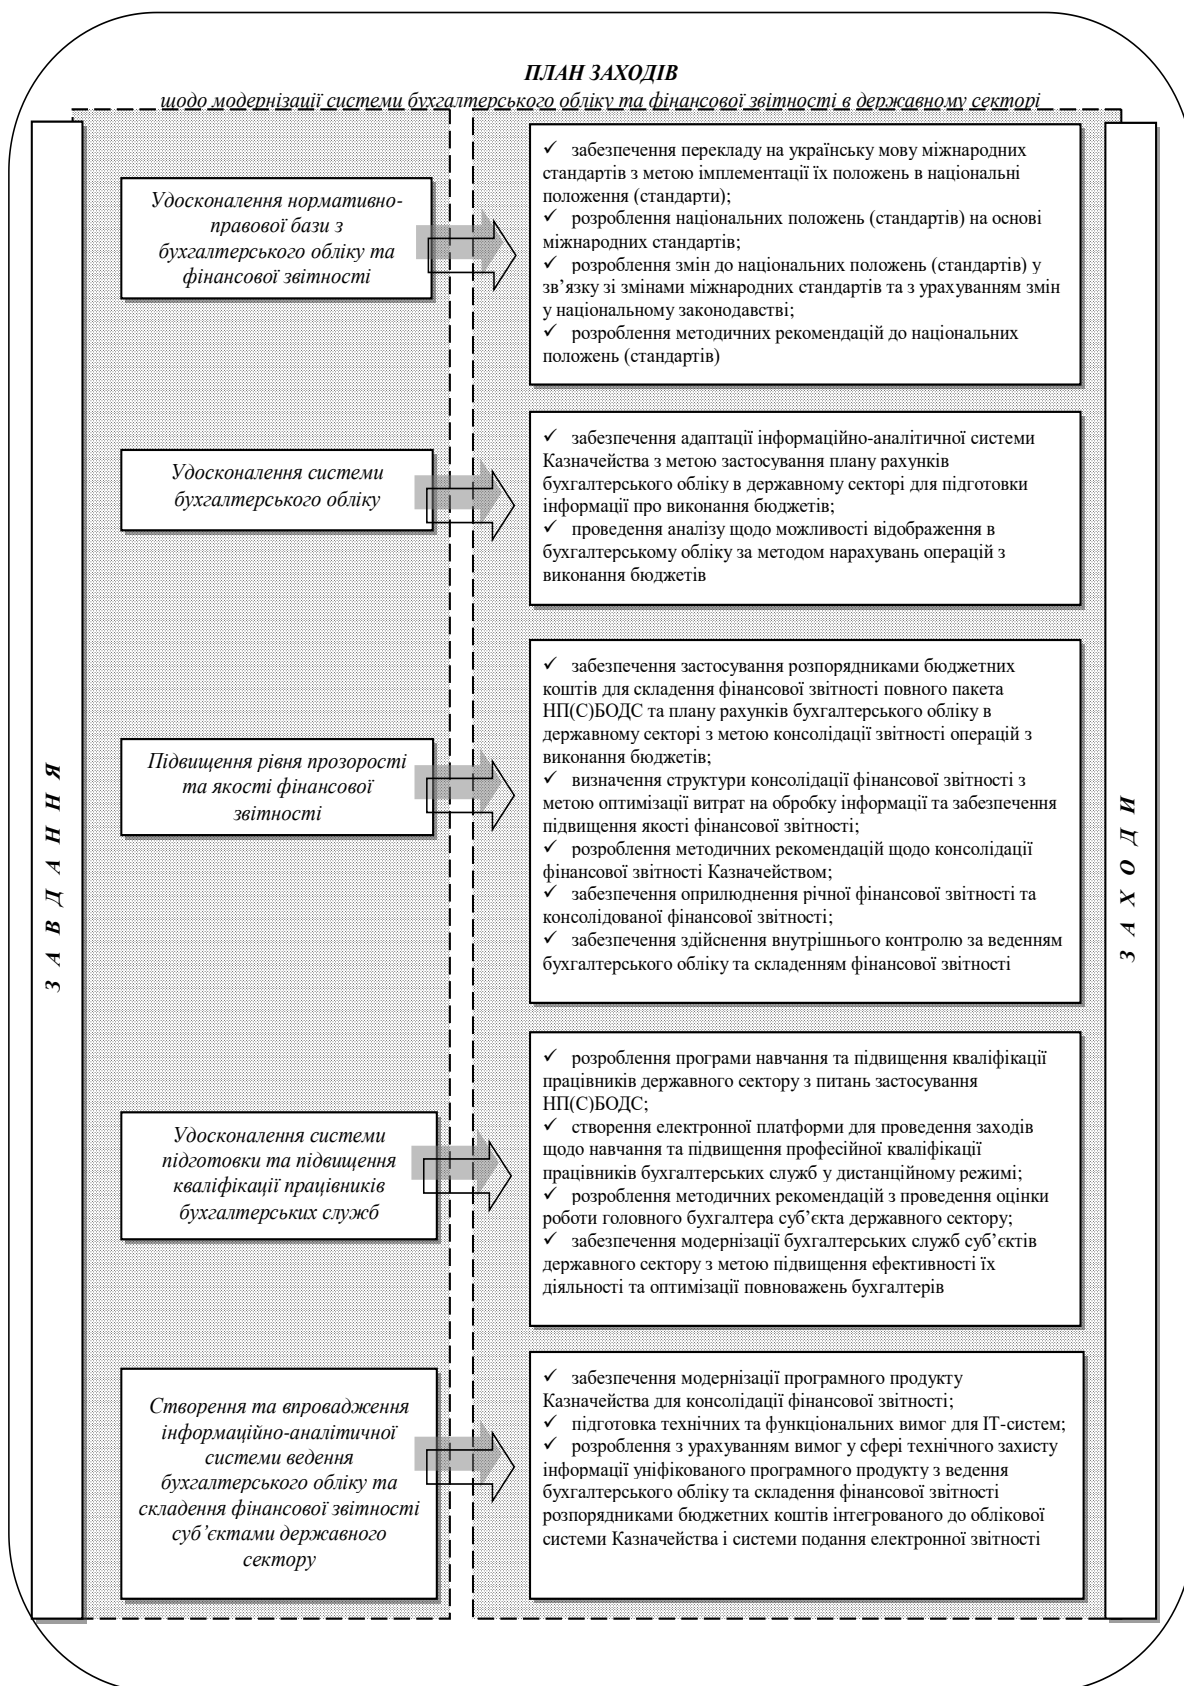 ПЛАН ЗАХОДІВ
щодо модернізації системи бухгалтерського обліку та фінансової звітності в державному секторі
З А В Д А Н Н Я
Удосконалення нормативно-
правової бази з
бухгалтерського обліку та
фінансової звітності
✓ забезпечення перекладу на українську мову міжнародних
стандартів з метою імплементації їх положень в національні
положення (стандарти);
✓ розроблення національних положень (стандартів) на основі
міжнародних стандартів;
✓ розроблення змін до національних положень (стандартів) у
зв’язку зі змінами міжнародних стандартів та з урахуванням змін
у національному законодавстві;
✓ розроблення методичних рекомендацій до національних
положень (стандартів)
Удосконалення системи
бухгалтерського обліку
✓ забезпечення адаптації інформаційно-аналітичної системи
Казначейства з метою застосування плану рахунків
бухгалтерського обліку в державному секторі для підготовки
інформації про виконання бюджетів;
✓ проведення аналізу щодо можливості відображення в
бухгалтерському обліку за методом нарахувань операцій з
виконання бюджетів
Підвищення рівня прозорості
та якості фінансової
звітності
✓ забезпечення застосування розпорядниками бюджетних
коштів для складення фінансової звітності повного пакета
НП(С)БОДС та плану рахунків бухгалтерського обліку в
державному секторі з метою консолідації звітності операцій з
виконання бюджетів;
✓ визначення структури консолідації фінансової звітності з
метою оптимізації витрат на обробку інформації та забезпечення
підвищення якості фінансової звітності;
✓ розроблення методичних рекомендацій щодо консолідації
фінансової звітності Казначейством;
✓ забезпечення оприлюднення річної фінансової звітності та
консолідованої фінансової звітності;
✓ забезпечення здійснення внутрішнього контролю за веденням
бухгалтерського обліку та складенням фінансової звітності
Удосконалення системи
підготовки та підвищення
кваліфікації працівників
бухгалтерських служб
✓ розроблення програми навчання та підвищення кваліфікації
працівників державного сектору з питань застосування
НП(С)БОДС;
✓ створення електронної платформи для проведення заходів
щодо навчання та підвищення професійної кваліфікації
працівників бухгалтерських служб у дистанційному режимі;
✓ розроблення методичних рекомендацій з проведення оцінки
роботи головного бухгалтера суб’єкта державного сектору;
✓ забезпечення модернізації бухгалтерських служб суб’єктів
державного сектору з метою підвищення ефективності їх
діяльності та оптимізації повноважень бухгалтерів
Створення та впровадження
інформаційно-аналітичної
системи ведення
бухгалтерського обліку та
складення фінансової звітності
суб’єктами державного
сектору
✓ забезпечення модернізації програмного продукту
Казначейства для консолідації фінансової звітності;
✓ підготовка технічних та функціональних вимог для ІТ-систем;
✓ розроблення з урахуванням вимог у сфері технічного захисту
інформації уніфікованого програмного продукту з ведення
бухгалтерського обліку та складення фінансової звітності
розпорядниками бюджетних коштів інтегрованого до облікової
системи Казначейства і системи подання електронної звітності
З А Х О Д И